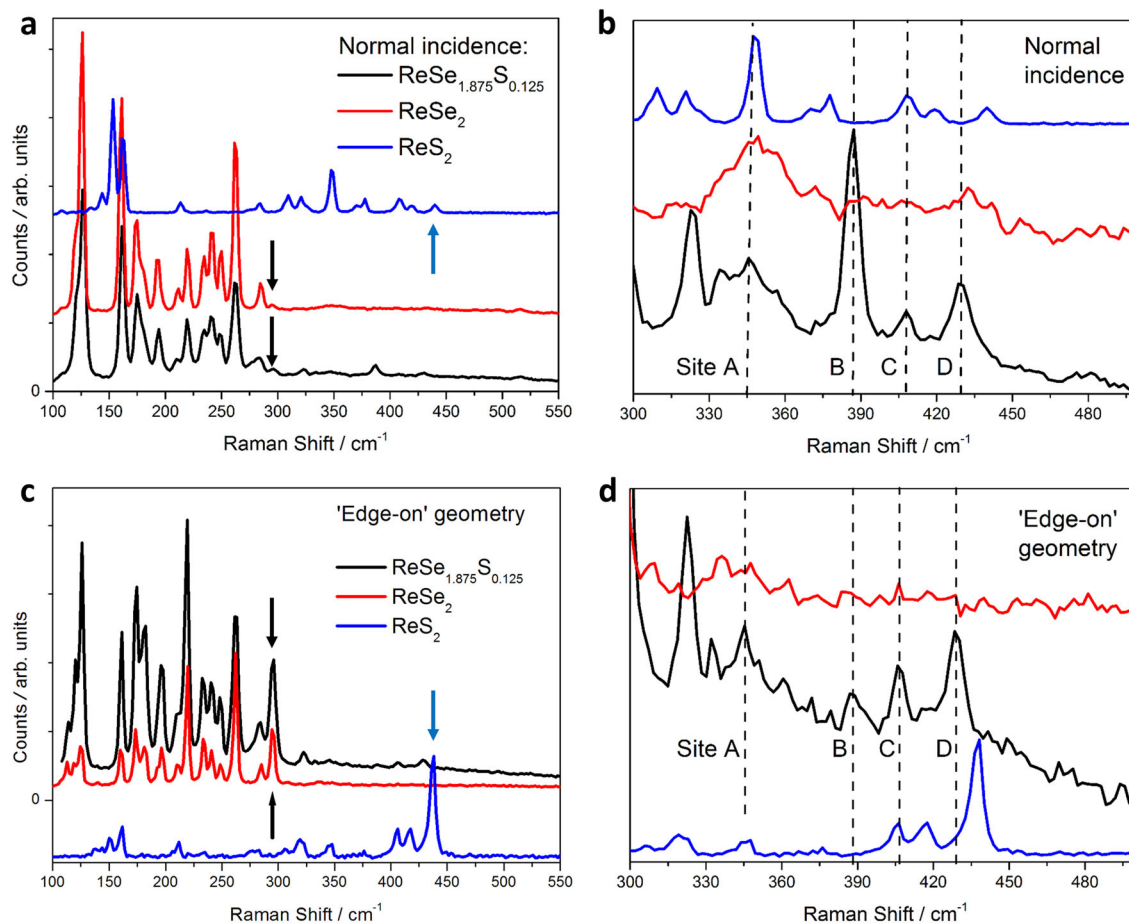 a
Normal incidence:
ReSe1.875S0.125
ReSe2
ReS2
Counts / arb. units
0
100 150 200 250 300 350 400 450 500 550
Raman Shift / cm-1
b
Normal
incidence
Site A B C D
300 330 360 390 420 450 480
Raman Shift / cm-1
c
'Edge-on' geometry
ReSe1.875S0.125
ReSe2
ReS2
Counts / arb. units
0
100 150 200 250 300 350 400 450 500 550
Raman Shift / cm-1
d
'Edge-on'
geometry
Site A B C D
300 330 360 390 420 450 480
Raman Shift / cm-1